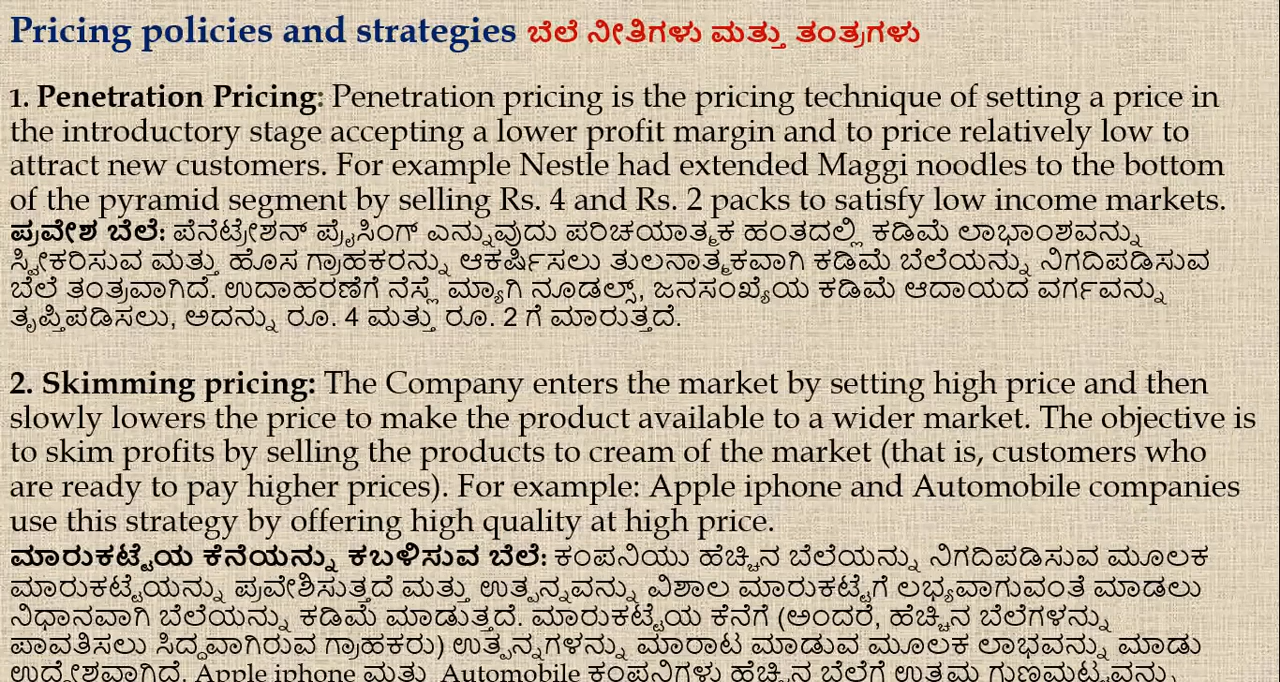 Pricing policies and strategies ಬೆಲೆ ನೀತಿಗಳು ಮತ್ತು ತಂತ್ರಗಳು
1. Penetration Pricing: Penetration pricing is the pricing technique of setting a price in
the introductory stage accepting a lower profit margin and to price relatively low to
attract new customers. For example Nestle had extended Maggi noodles to the bottom
of the pyramid segment by selling Rs. 4 and Rs. 2 packs to satisfy low income markets.
ಪ್ರವೇಶ ಬೆಲೆ: ಪೆನೆಟ್ರೇಶನ್ ಪ್ರೈಸಿಂಗ್ ಎನ್ನುವುದು ಪರಿಚಯಾತ್ಮಕ ಹಂತದಲ್ಲಿ ಕಡಿಮೆ ಲಾಭಾಂಶವನ್ನು
ಸ್ವೀಕರಿಸುವ ಮತ್ತು ಹೊಸ ಗ್ರಾಹಕರನ್ನು ಆಕರ್ಷಿಸಲು ತುಲನಾತ್ಮಕವಾಗಿ ಕಡಿಮೆ ಬೆಲೆಯನ್ನು ನಿಗದಿಪಡಿಸುವ
ಬೆಲೆ ತಂತ್ರವಾಗಿದೆ. ಉದಾಹರಣೆಗೆ ನೆಸ್ಲೆ ಮ್ಯಾಗಿ ನೂಡಲ್ಸ್, ಜನಸಂಖ್ಯೆಯ ಕಡಿಮೆ ಆದಾಯದ ವರ್ಗವನ್ನು
ತೃಪ್ತಿಪಡಿಸಲು, ಅದನ್ನು ರೂ. 4 ಮತ್ತು ರೂ. 2 ಗೆ ಮಾರುತ್ತದೆ.
2. Skimming pricing: The Company enters the market by setting high price and then
slowly lowers the price to make the product available to a wider market. The objective is
to skim profits by selling the products to cream of the market (that is, customers who
are ready to pay higher prices). For example: Apple iphone and Automobile companies
use this strategy by offering high quality at high price.
ಮಾರುಕಟ್ಟೆಯ ಕೆನೆಯನ್ನು ಕಬಳಿಸುವ ಬೆಲೆ: ಕಂಪನಿಯು ಹೆಚ್ಚಿನ ಬೆಲೆಯನ್ನು ನಿಗದಿಪಡಿಸುವ ಮೂಲಕ
ಮಾರುಕಟ್ಟೆಯನ್ನು ಪ್ರವೇಶಿಸುತ್ತದೆ ಮತ್ತು ಉತ್ಪನ್ನವನ್ನು ವಿಶಾಲ ಮಾರುಕಟ್ಟೆಗೆ ಲಭ್ಯವಾಗುವಂತೆ ಮಾಡಲು
ನಿಧಾನವಾಗಿ ಬೆಲೆಯನ್ನು ಕಡಿಮೆ ಮಾಡುತ್ತದೆ. ಮಾರುಕಟ್ಟೆಯ ಕೆನೆಗೆ (ಅಂದರೆ, ಹೆಚ್ಚಿನ ಬೆಲೆಗಳನ್ನು
ಪಾವತಿಸಲು ಸಿದ್ಧವಾಗಿರುವ ಗ್ರಾಹಕರು) ಉತ್ಪನ್ನಗಳನ್ನು ಮಾರಾಟ ಮಾಡುವ ಮೂಲಕ ಲಾಭವನ್ನು ಮಾಡು
ಉದ್ದೇಶವಾಗಿದೆ. Apple iphone ಮತ್ತು Automobile ಕಂಪನಿಗಳು ಹೆಚ್ಚಿನ ಬೆಲೆಗೆ ಉತ್ತಮ ಗುಣಮಟ್ಟವನ್ನು